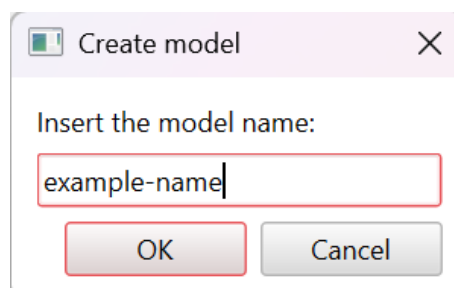 Create model
Insert the model name:
example-name
OK
Cancel